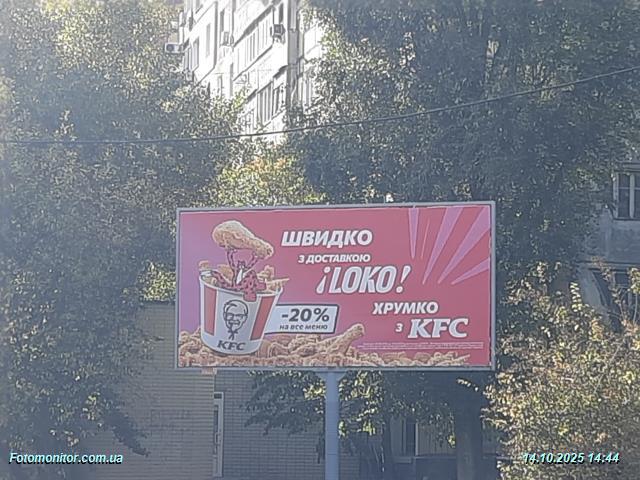 ШВИДКО
З ДОСТАВКОЮ
¡LOKO!
ХРУМКО
З KFC
-20%
на все меню
KFC
Fotomonitor.com.ua
14.10.2025 14:44